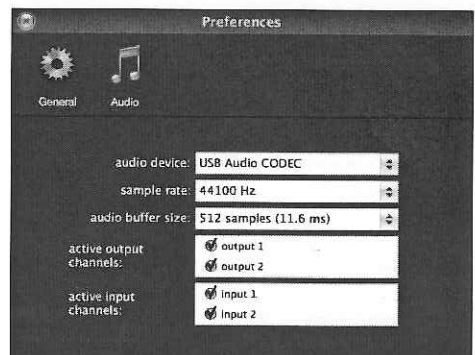 Preferences
General Audio
audio device: USB Audio CODEC
sample rate: 44100 Hz
audio buffer size: 512 samples (11.6 ms)
active output channels:
output 1
output 2
active input channels:
input 1
input 2